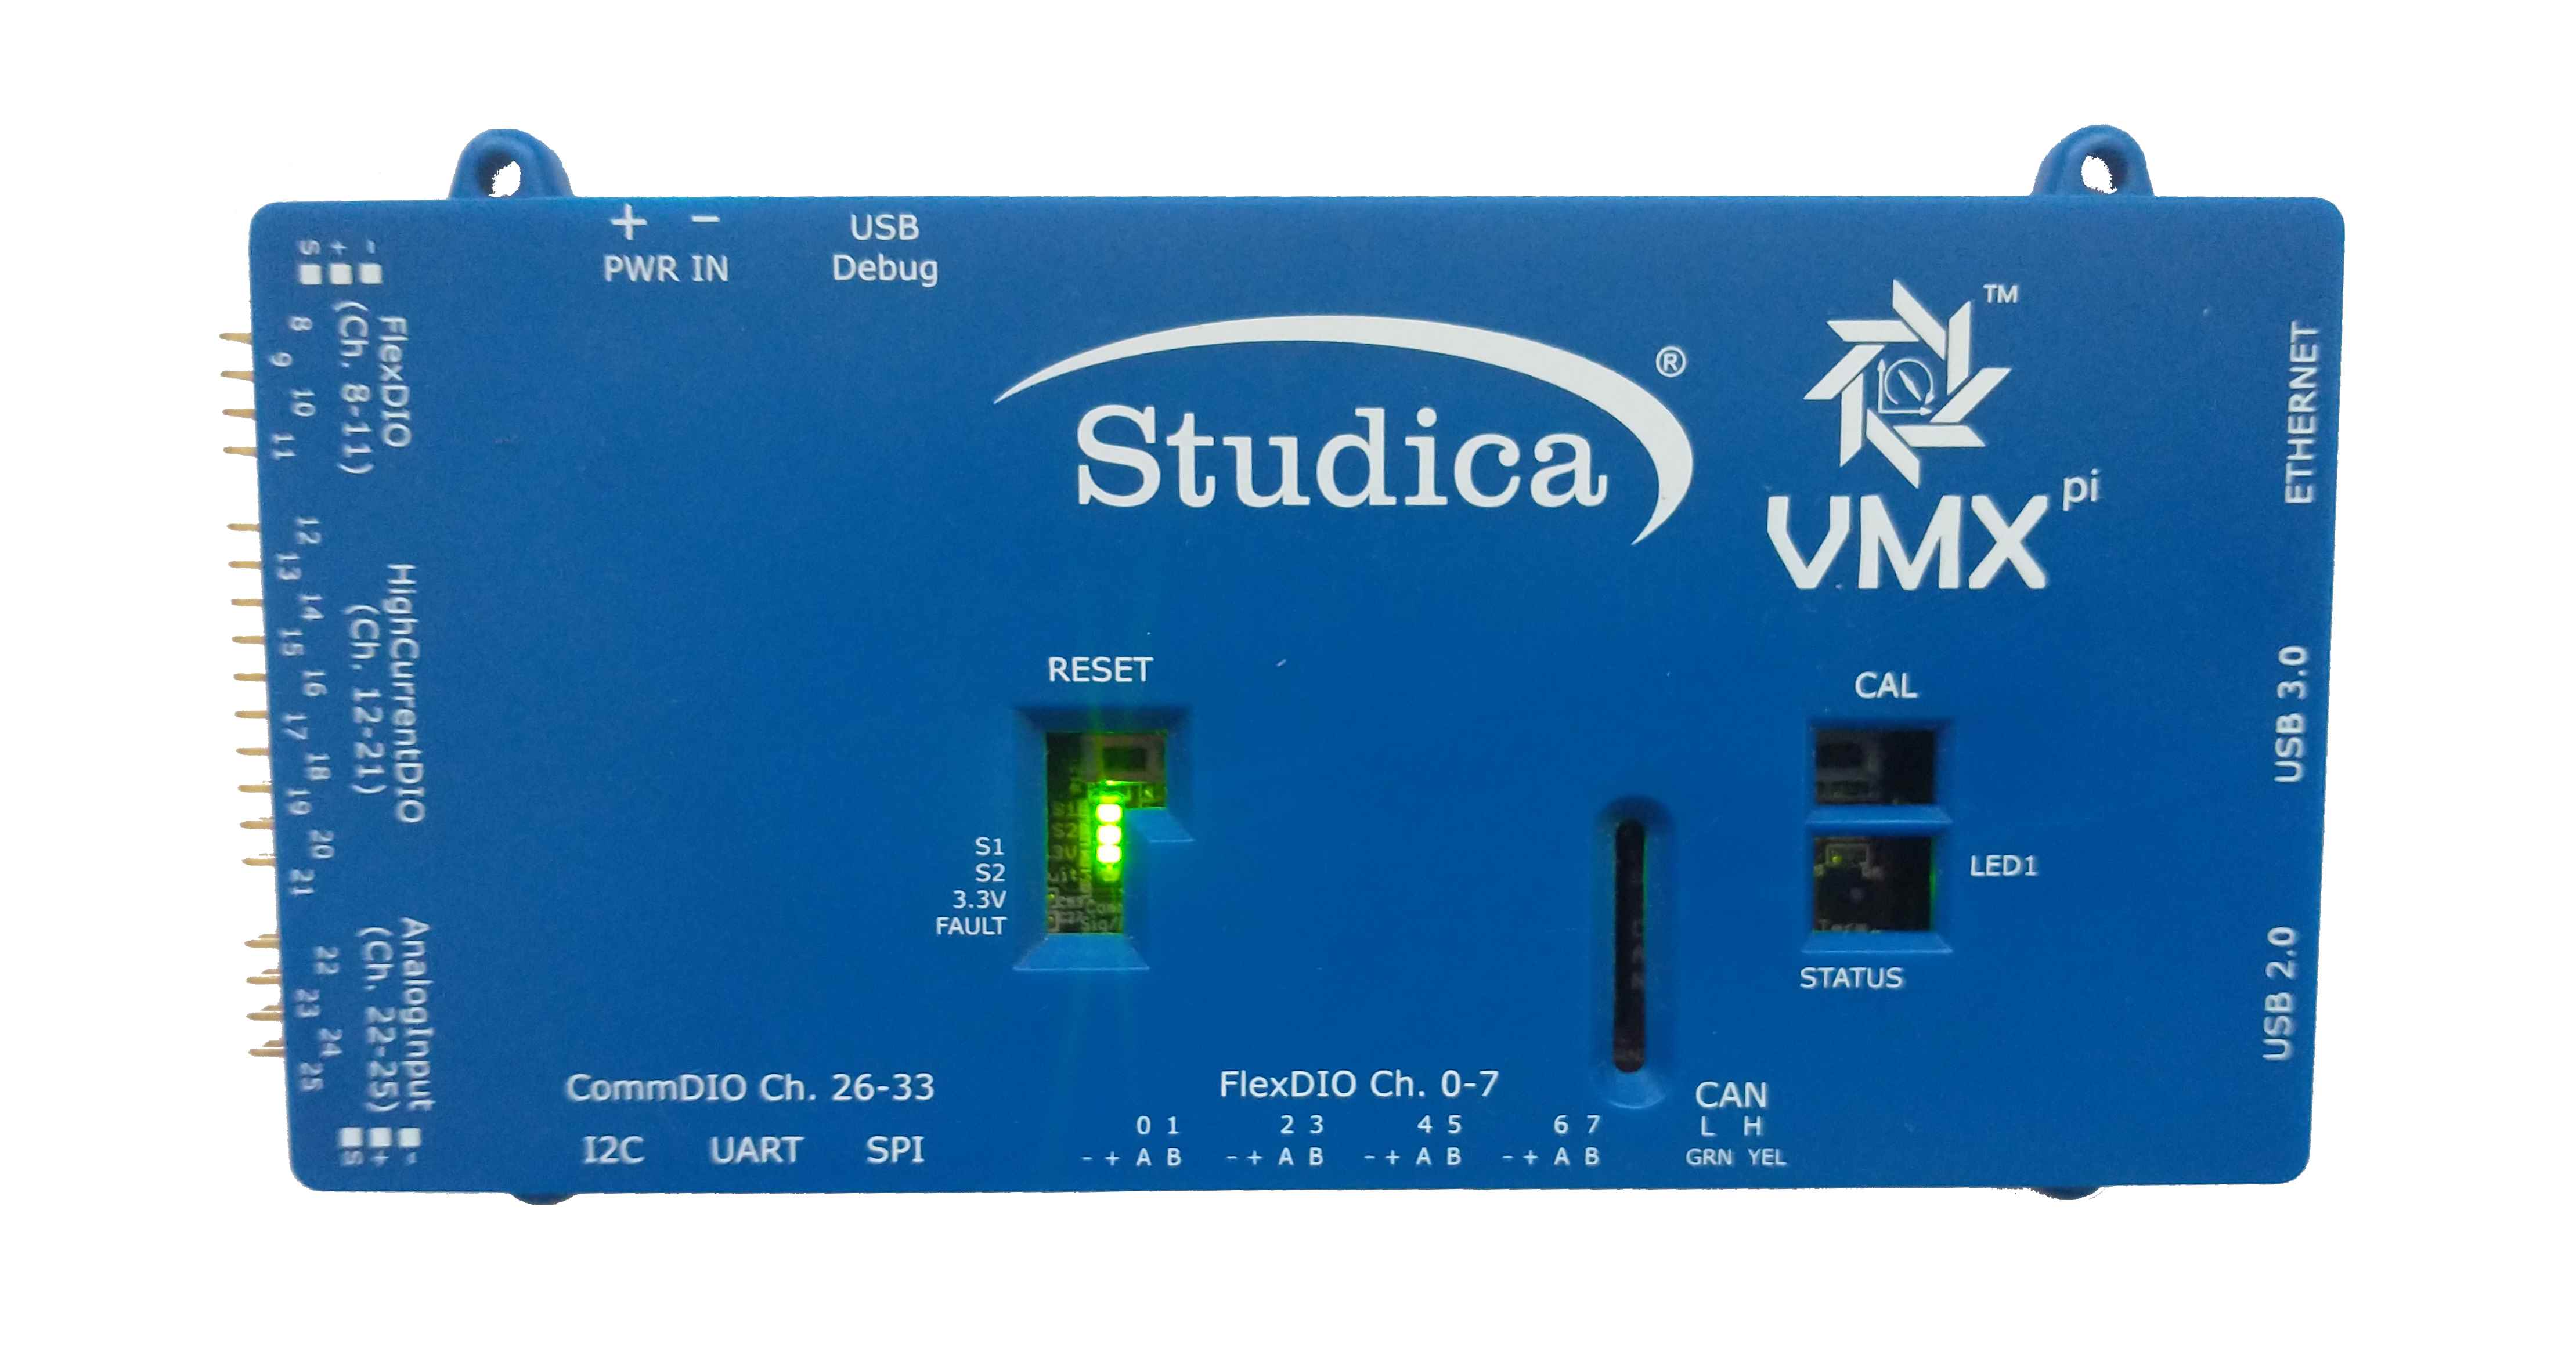 + -
PWR IN
USB
Debug
S + -
FlexDIO
(Ch. 8-11)
8
9
10
11
HighCurrentDIO
(Ch. 12-21)
12
13
14
15
16
17
18
19
20
21
AnalogInput
(Ch. 22-25)
22
23
24
25
S + -
Studica®
™
VMXpi
ETHERNET
USB 3.0
USB 2.0
RESET
S1
S2
3.3V
FAULT
CAL
LED1
STATUS
CommDIO Ch. 26-33
I2C UART SPI
FlexDIO Ch. 0-7
0 1 2 3 4 5 6 7
- + A B - + A B - + A B - + A B
CAN
L H
GRN YEL